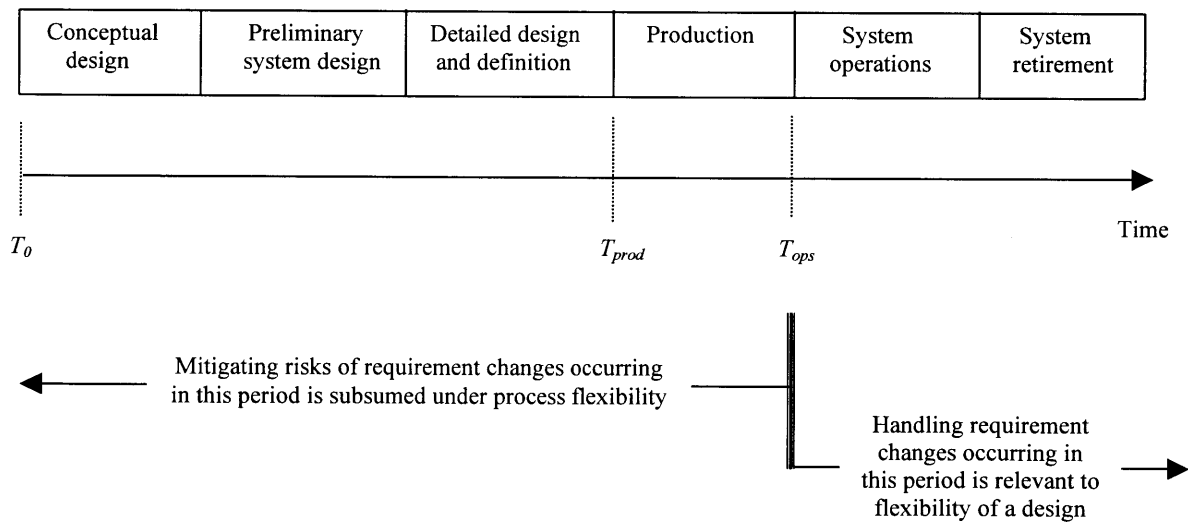 Conceptual
design
Preliminary
system design
Detailed design
and definition
Production
System
operations
System
retirement
Time
T0
Tprod
Tops
Mitigating risks of requirement changes occurring
in this period is subsumed under process flexibility
Handling requirement
changes occurring in
this period is relevant to
flexibility of a design